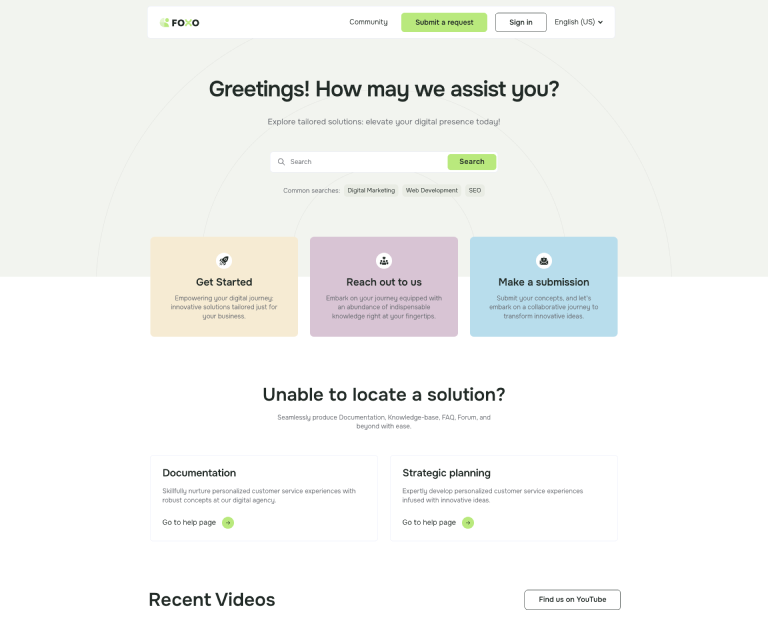 FOXO
Community
Submit a request
Sign in
English (US)
Greetings! How may we assist you?
Explore tailored solutions: elevate your digital presence today!
Search
Search
Common searches:
Digital Marketing
Web Development
SEO
Get Started
Empowering your digital journey:
innovative solutions tailored just for
your business.
Reach out to us
Embark on your journey equipped with
an abundance of indispensable
knowledge right at your fingertips.
Make a submission
Submit your concepts, and let's
embark on a collaborative journey to
transform innovative ideas.
Unable to locate a solution?
Seamlessly produce Documentation, Knowledge-base, FAQ, Forum, and
beyond with ease.
Documentation
Skillfully nurture personalized customer service experiences with
robust concepts at our digital agency.
Go to help page
Strategic planning
Expertly develop personalized customer service experiences
infused with innovative ideas.
Go to help page
Recent Videos
Find us on YouTube